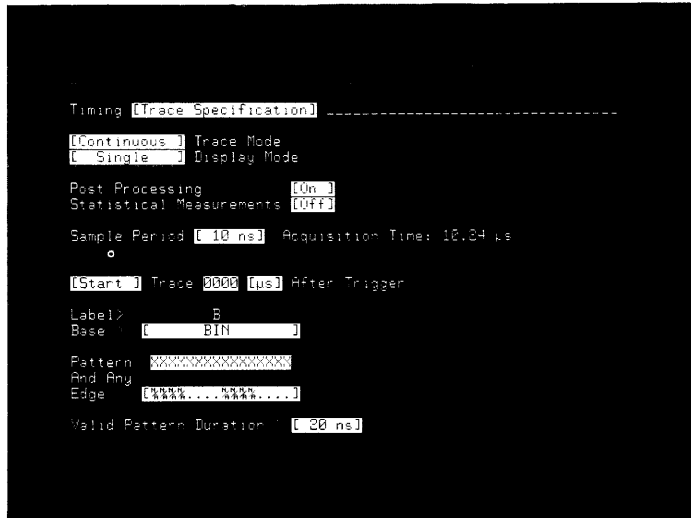 Timing [Trace Specification]
[Continuous ] Trace Mode
[ Single ] Display Mode
Post Processing [On ]
Statistical Measurements [Off]
Sample Period [ 10 ns] Acquisition Time: 10.24 µs
[Start ] Trace 0000 [µs] After Trigger
Label> B
Base > [ BIN ]
Pattern XXXXXXXXXXXXXXXX
And Any
Edge
Valid Pattern Duration > [ 20 ns]